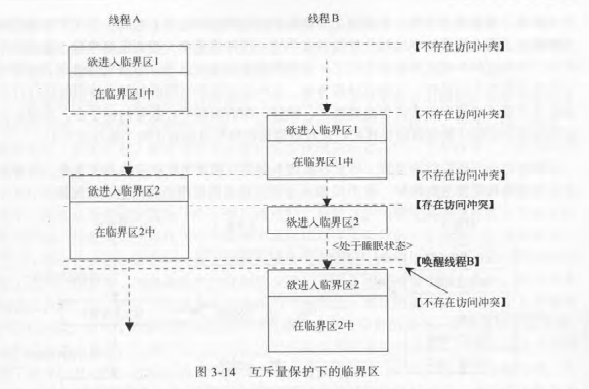 线程A
线程B
【不存在访问冲突】
欲进入临界区1
在临界区1中
【不存在访问冲突】
欲进入临界区1
在临界区1中
【不存在访问冲突】
欲进入临界区2
【存在访问冲突】
在临界区2中
欲进入临界区3
<处于睡眠状态>
【唤醒线程B】
欲进入临界区2
【不存在访问冲突】
在临界区2中
图 3-14 互斥量保护下的临界区